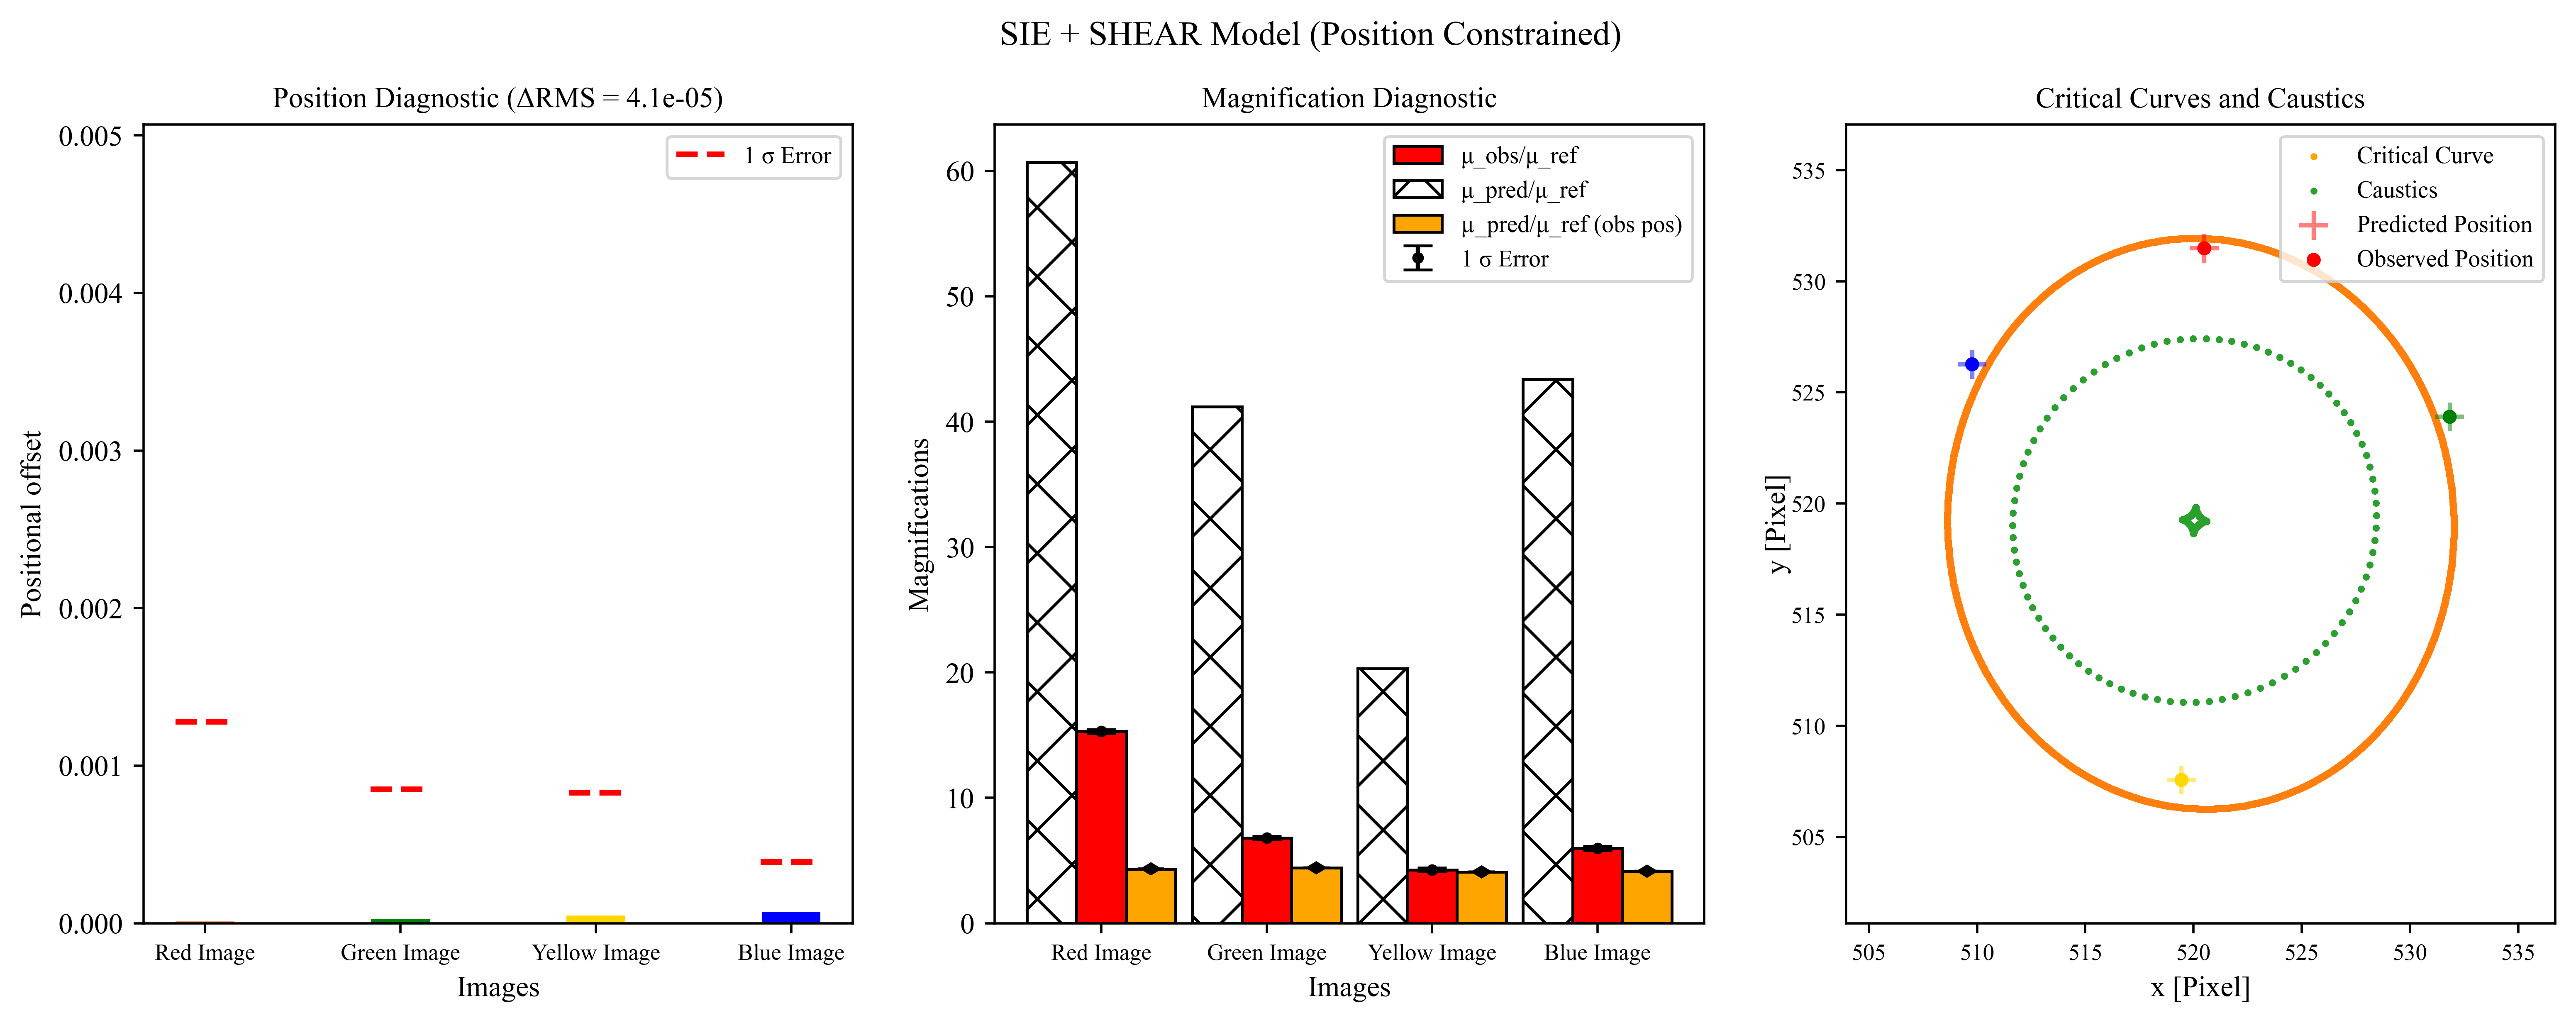 SIE + SHEAR Model (Position Constrained)
Position Diagnostic (ΔRMS = 4.1e-05)
Positional offset
0.005
0.004
0.003
0.002
0.001
0.000
1 σ Error
Red Image
Green Image
Yellow Image
Blue Image
Images
Magnification Diagnostic
Magnifications
60
50
40
30
20
10
0
μ_obs/μ_ref
μ_pred/μ_ref
μ_pred/μ_ref (obs pos)
1 σ Error
Red Image
Green Image
Yellow Image
Blue Image
Images
Critical Curves and Caustics
y [Pixel]
535
530
525
520
515
510
505
Critical Curve
Caustics
Predicted Position
Observed Position
505
510
515
520
525
530
535
x [Pixel]